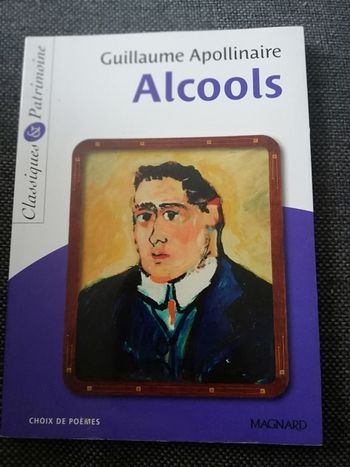 Guillaume Apollinaire
Alcools
Classiques & Patrimoine
CHOIX DE POÈMES
MAGNARD